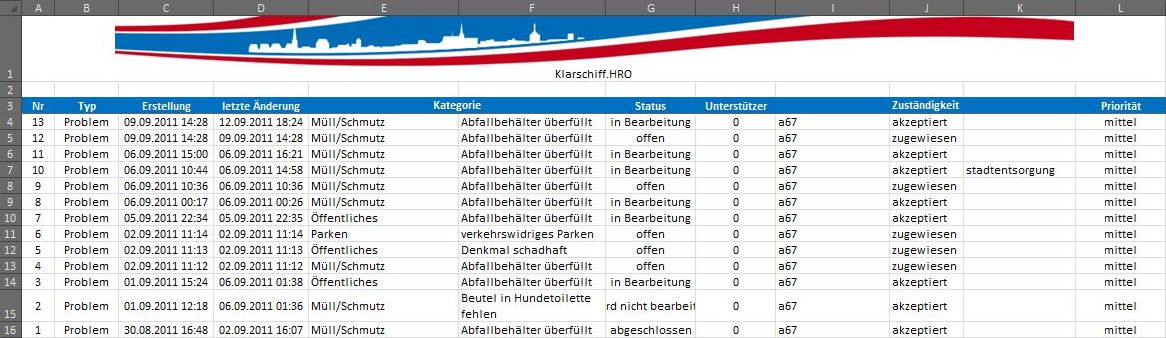 A B C D E F G H I J K L
1 Klarschiff.HRO
2
3 Nr Typ Erstellung letzte Änderung Kategorie Status Unterstützer Zuständigkeit Priorität
4 13 Problem 09.09.2011 14:28 12.09.2011 18:24 Müll/Schmutz Abfallbehälter überfüllt in Bearbeitung 0 a67 akzeptiert mittel
5 12 Problem 09.09.2011 14:28 09.09.2011 14:28 Müll/Schmutz Abfallbehälter überfüllt offen 0 a67 zugewiesen mittel
6 11 Problem 06.09.2011 15:00 06.09.2011 16:21 Müll/Schmutz Abfallbehälter überfüllt in Bearbeitung 0 a67 akzeptiert mittel
7 10 Problem 06.09.2011 10:44 06.09.2011 14:58 Müll/Schmutz Abfallbehälter überfüllt in Bearbeitung 0 a67 akzeptiert stadtentsorgung mittel
8 9 Problem 06.09.2011 10:36 06.09.2011 10:36 Müll/Schmutz Abfallbehälter überfüllt offen 0 a67 zugewiesen mittel
9 8 Problem 06.09.2011 00:17 06.09.2011 00:26 Müll/Schmutz Abfallbehälter überfüllt in Bearbeitung 0 a67 akzeptiert mittel
10 7 Problem 05.09.2011 22:34 05.09.2011 22:35 Öffentliches Abfallbehälter überfüllt in Bearbeitung 0 a67 akzeptiert mittel
11 6 Problem 02.09.2011 11:14 02.09.2011 11:14 Parken verkehrswidriges Parken offen 0 a67 zugewiesen mittel
12 5 Problem 02.09.2011 11:13 02.09.2011 11:13 Öffentliches Denkmal schadhaft offen 0 a67 zugewiesen mittel
13 4 Problem 02.09.2011 11:12 02.09.2011 11:12 Müll/Schmutz Abfallbehälter überfüllt offen 0 a67 zugewiesen mittel
14 3 Problem 01.09.2011 15:24 06.09.2011 01:38 Öffentliches Abfallbehälter überfüllt in Bearbeitung 0 a67 akzeptiert mittel
15 2 Problem 01.09.2011 12:18 06.09.2011 01:36 Müll/Schmutz Beutel in Hundetoilette rd nicht bearbeit 0 a67 akzeptiert mittel
fehlen
16 1 Problem 30.08.2011 16:48 02.09.2011 16:07 Müll/Schmutz Abfallbehälter überfüllt abgeschlossen 0 a67 akzeptiert mittel